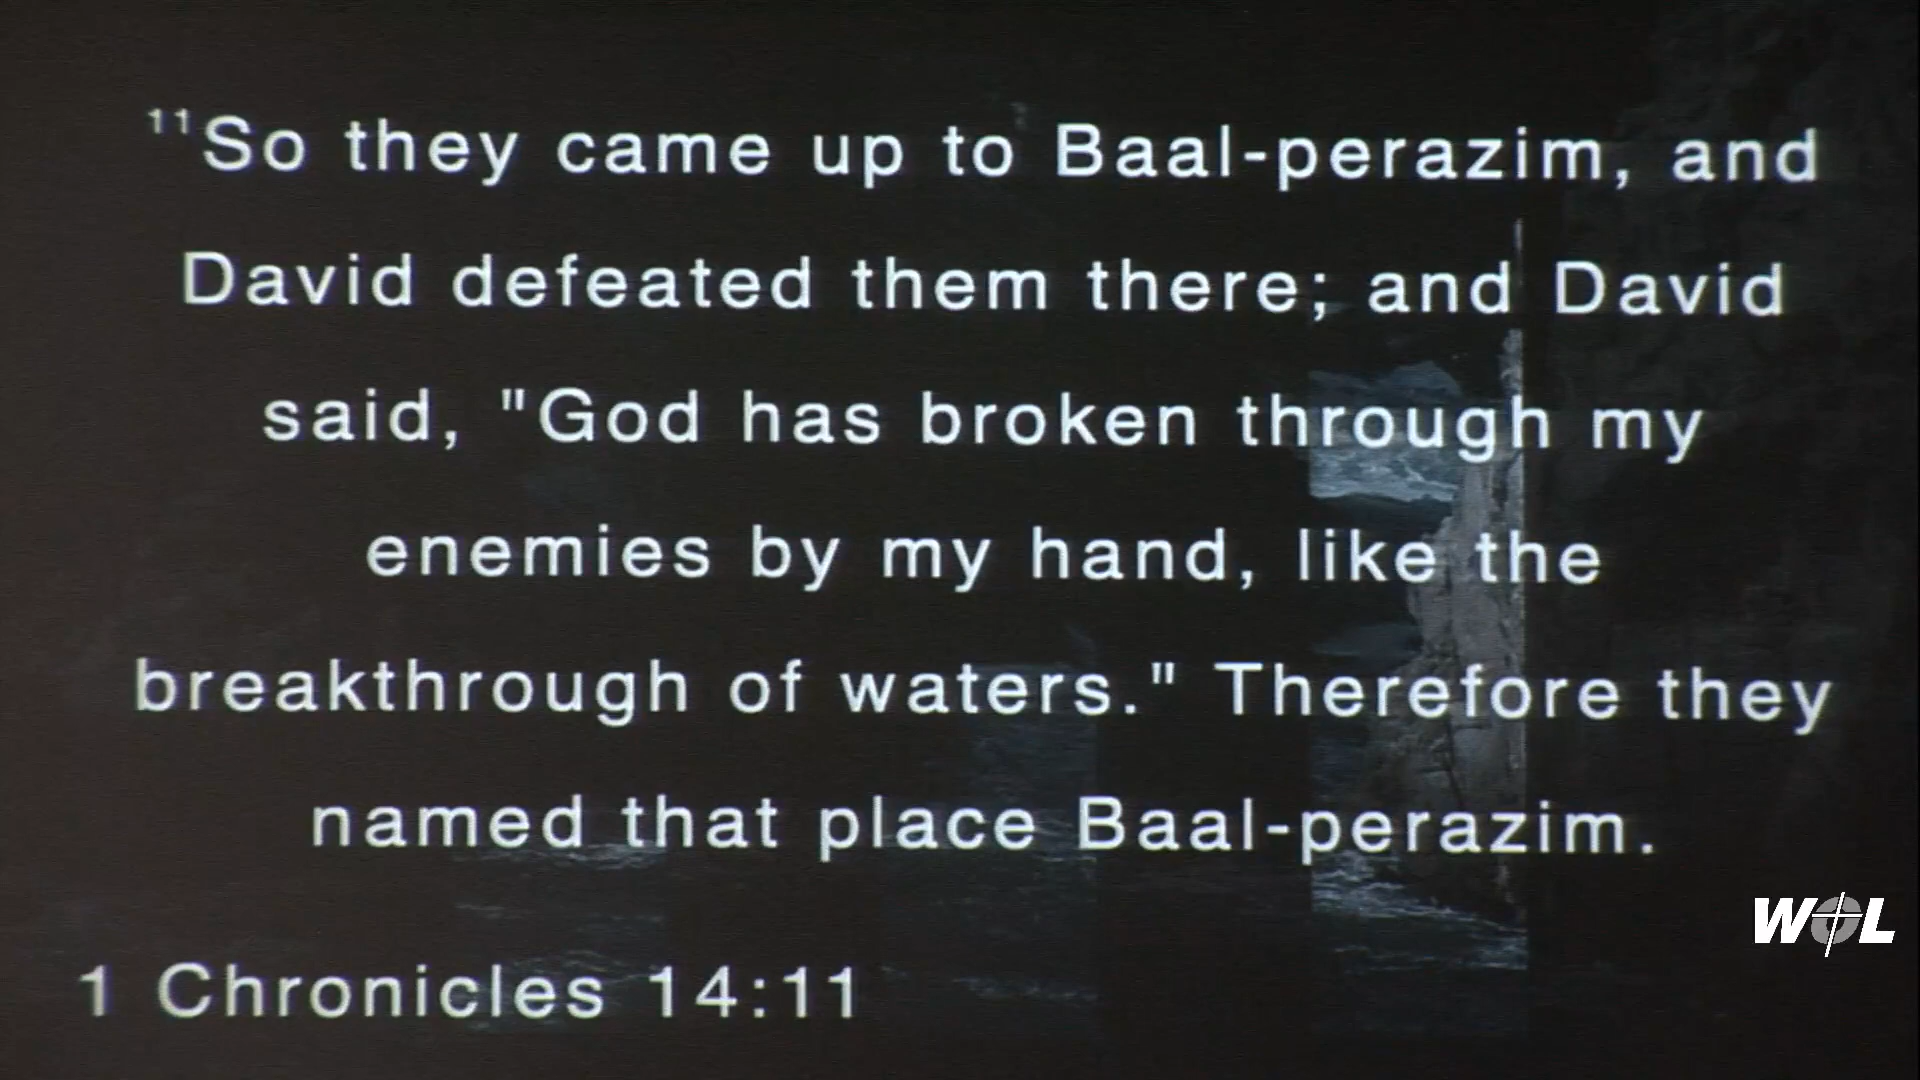 ¹¹So they came up to Baal-perazim, and
David defeated them there; and David
said, "God has broken through my
enemies by my hand, like the
breakthrough of waters." Therefore they
named that place Baal-perazim.
1 Chronicles 14:11
WOL